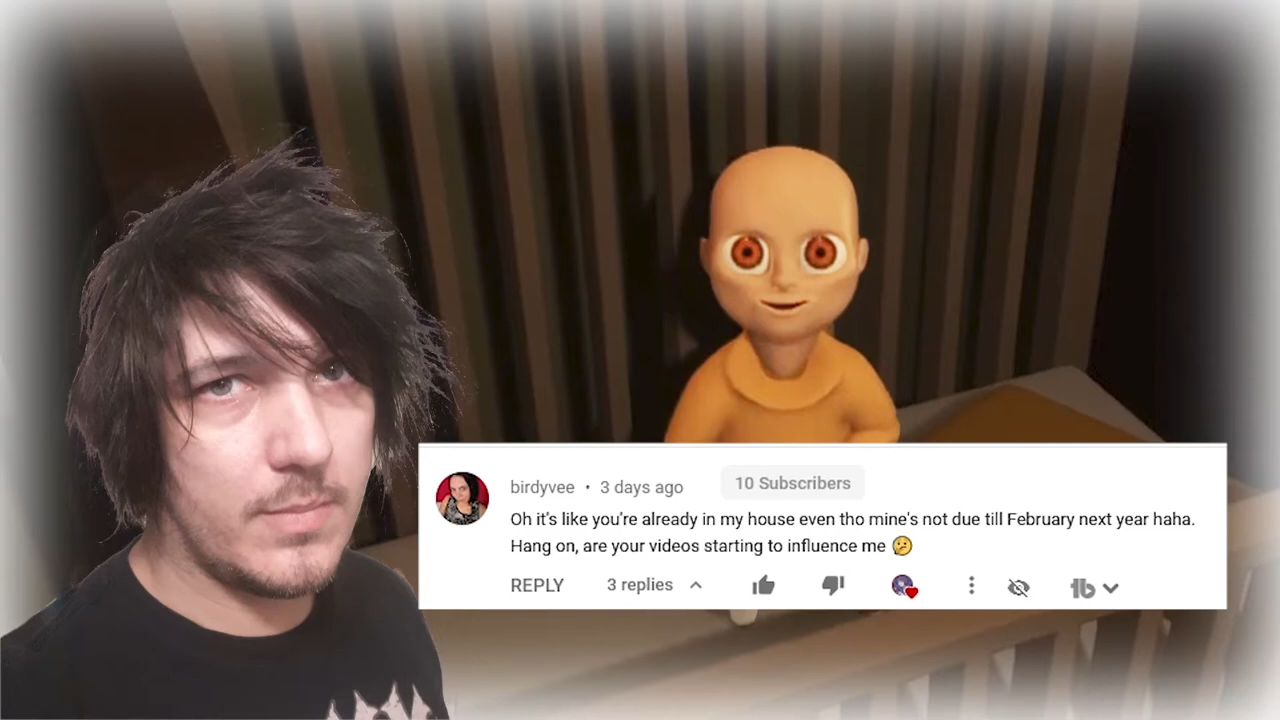 birdyvee • 3 days ago 10 Subscribers
Oh it's like you're already in my house even tho mine's not due till February next year haha.
Hang on, are your videos starting to influence me 🤔
REPLY 3 replies